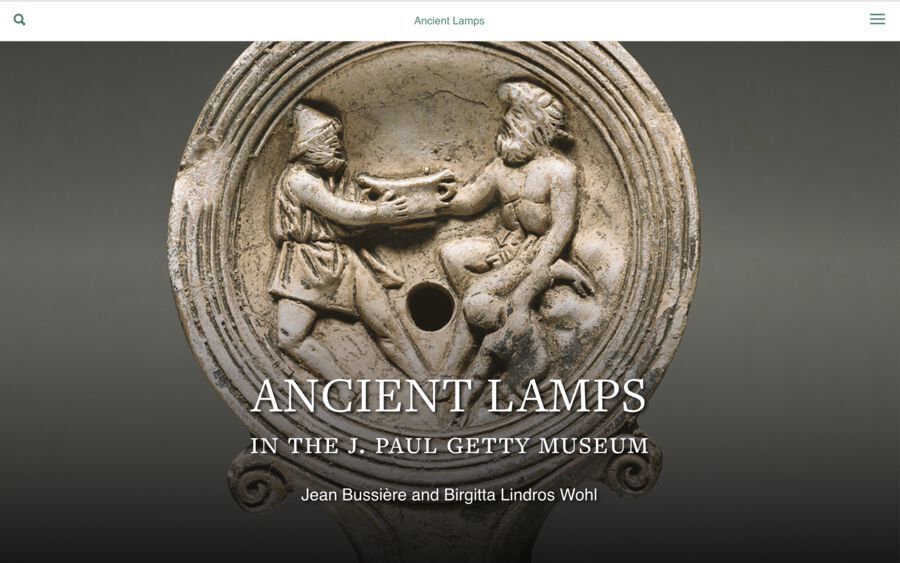 Ancient Lamps
ANCIENT LAMPS
IN THE J. PAUL GETTY MUSEUM
Jean Bussière and Birgitta Lindros Wohl